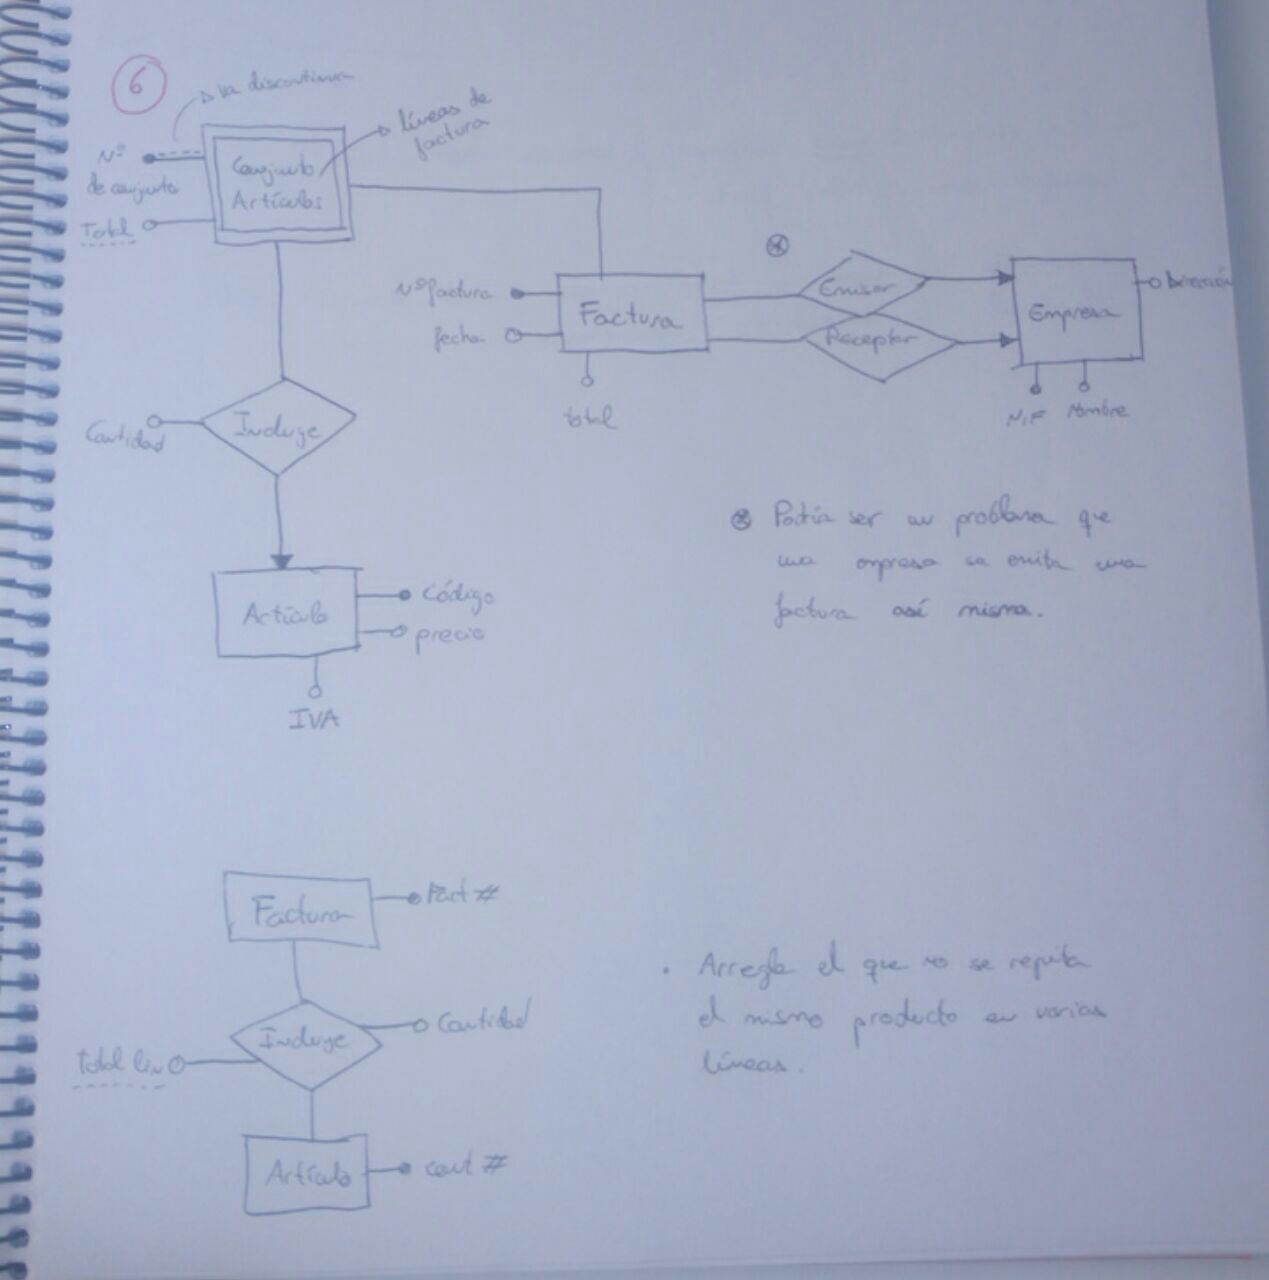 6
va discontinua
líneas de
factura
Nº
de conjunto
Total
Conjunto
Artículos
Nº factura
fecha
Factura
total
Emisor
Receptor
Empresa
Dirección
NIF Nombre
Cantidad
Incluye
Artículo
Código
precio
IVA
Podría ser un problema que
una empresa se emita una
factura así misma.
Factura
Fact #
Incluye
Cantidad
Total lin
Artículo
#
· Arregla el que no se repita
el mismo producto en varias
líneas.